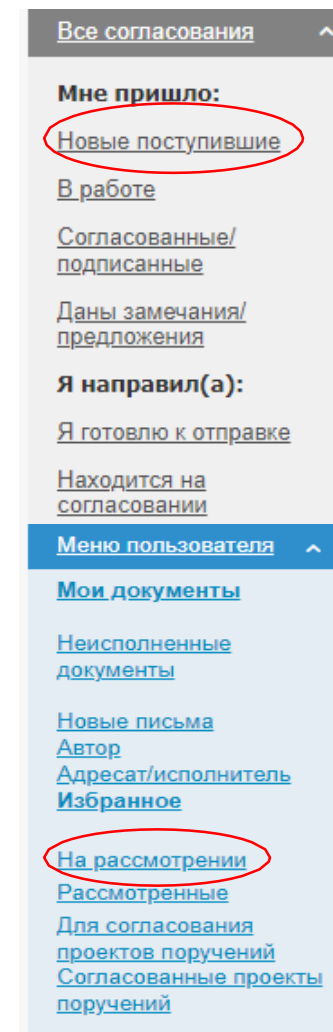 Все согласования
Мне пришло:
Новые поступившие
В работе
Согласованные/
подписанные
Даны замечания/
предложения
Я направил(а):
Я готовлю к отправке
Находится на
согласовании
Меню пользователя
Мои документы
Неисполненные
документы
Новые письма
Автор
Адресат/исполнитель
Избранное
На рассмотрении
Рассмотренные
Для согласования
проектов поручений
Согласованные проекты
поручений